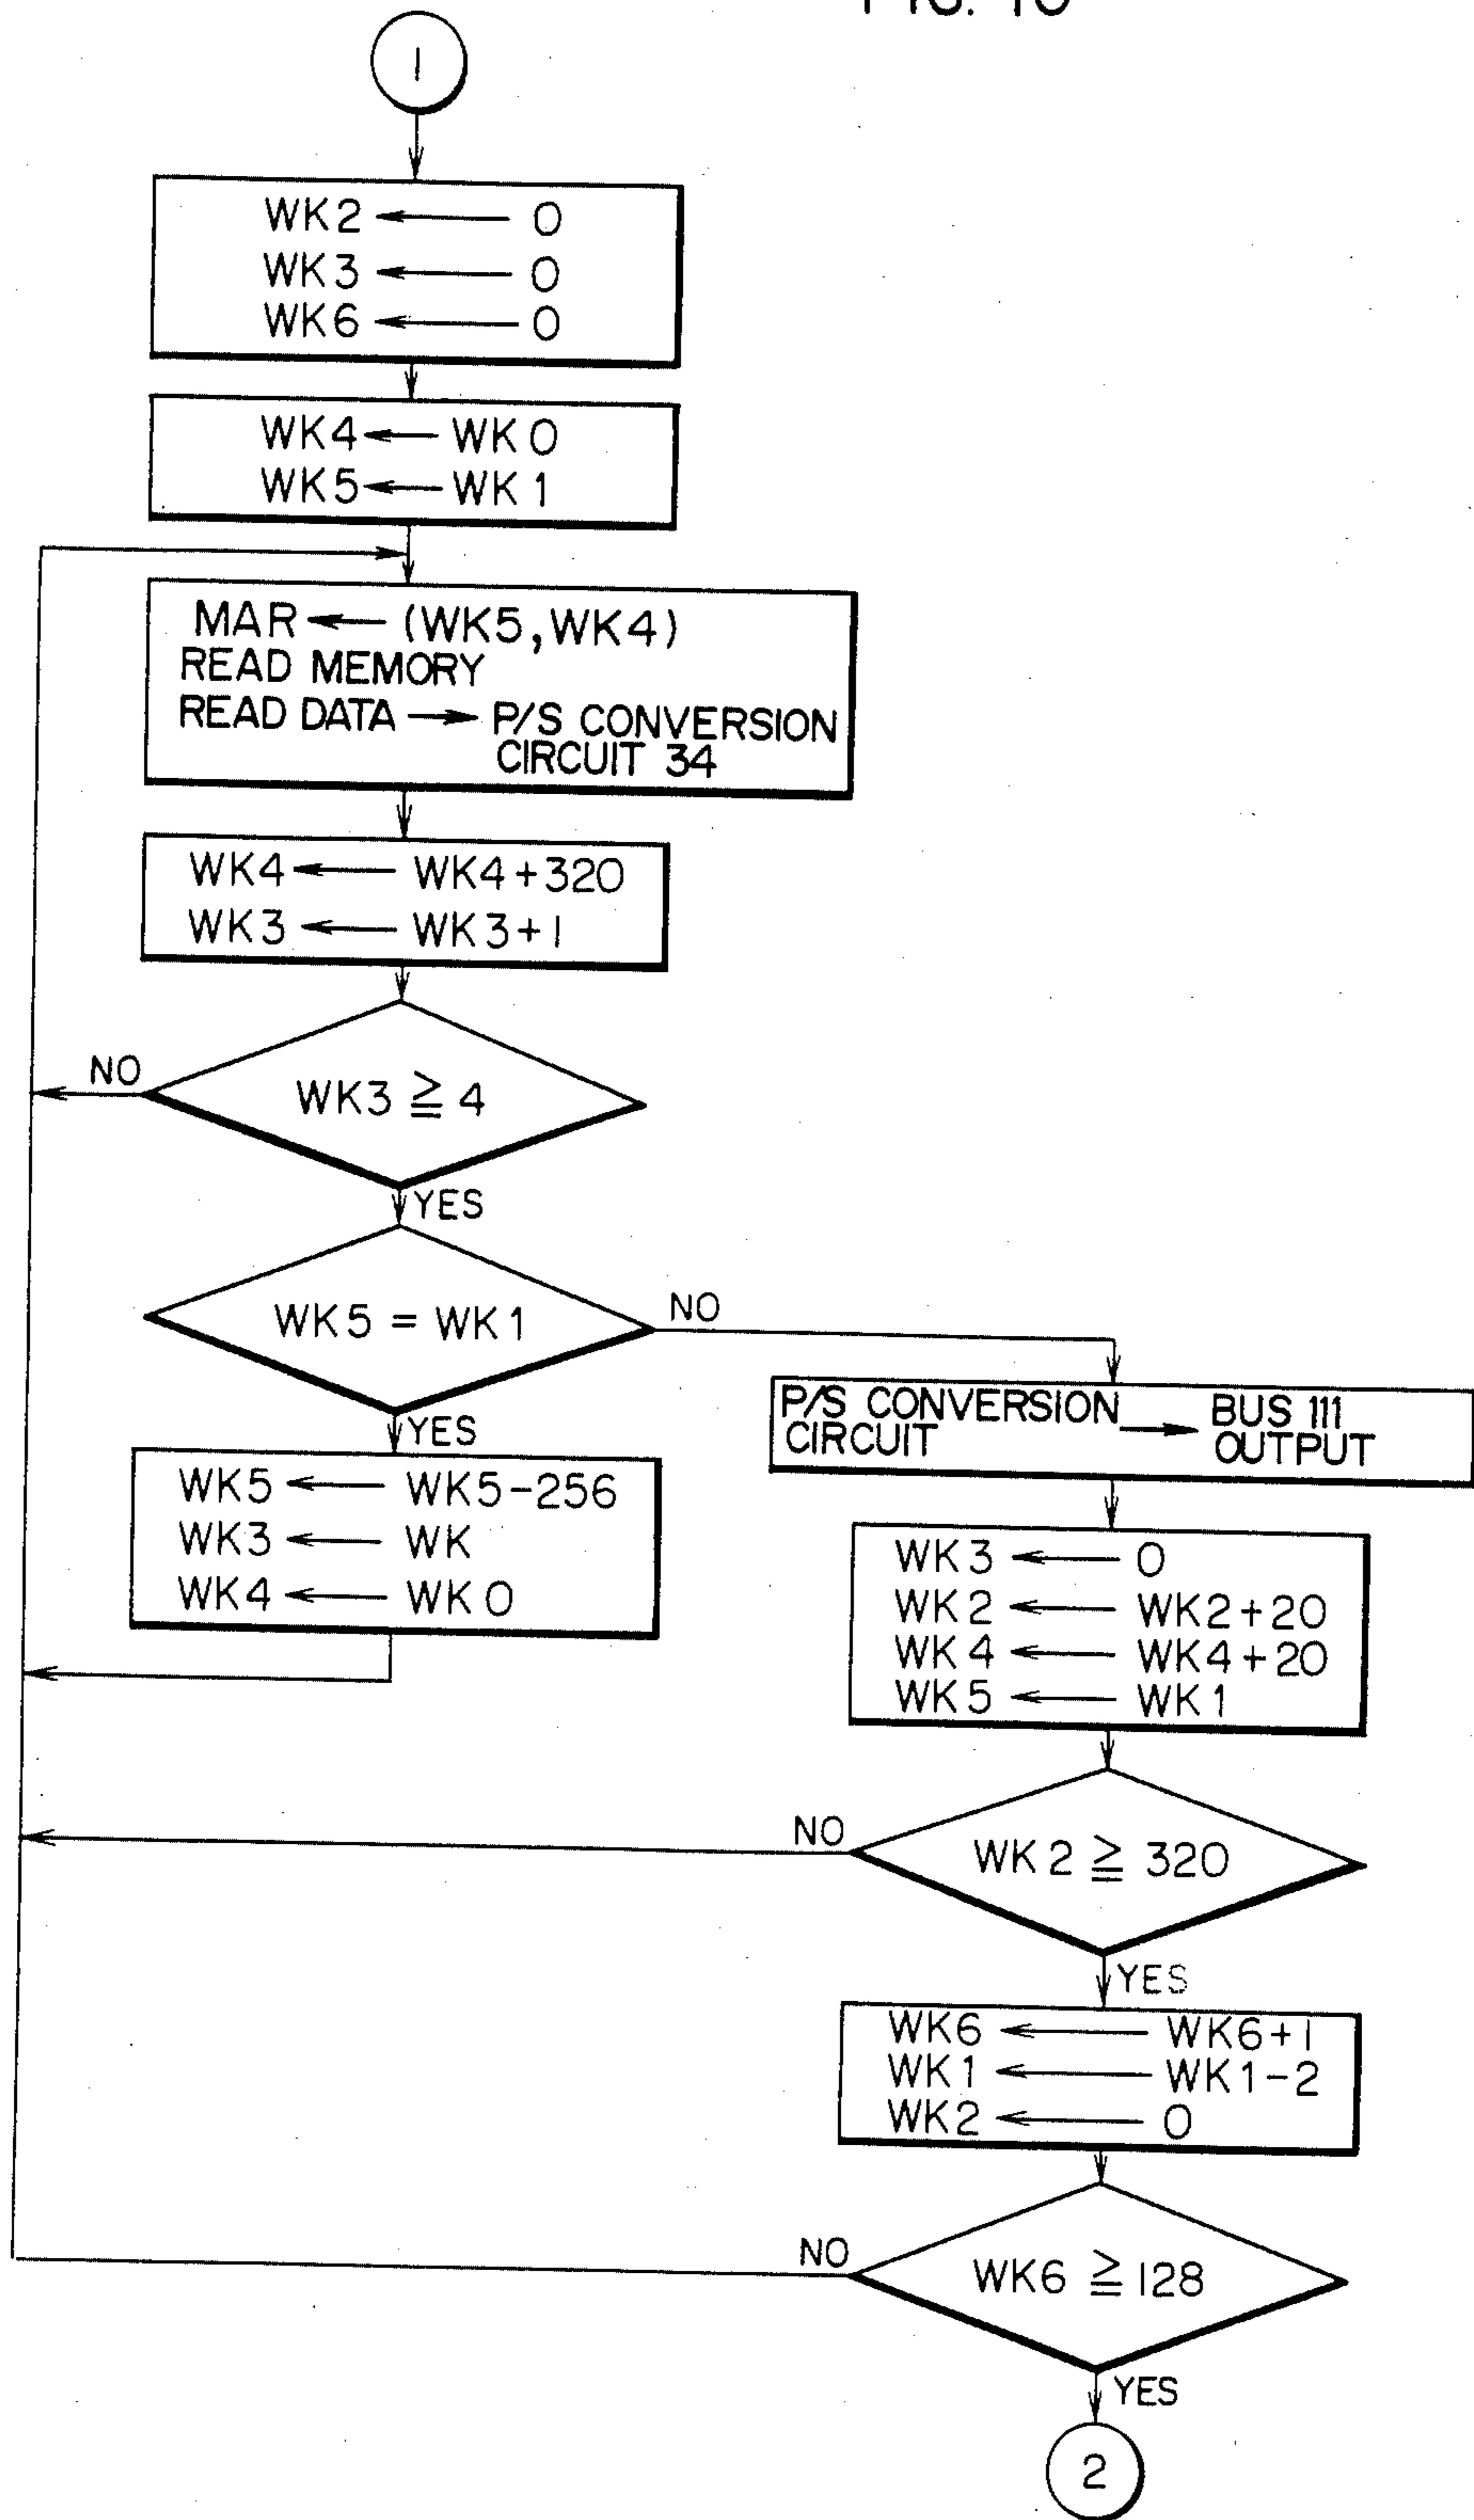 FIG. 10
1
WK2 ← 0
WK3 ← 0
WK6 ← 0
WK4 ← WK0
WK5 ← WK1
MAR ← (WK5,WK4)
READ MEMORY
READ DATA → P/S CONVERSION
CIRCUIT 34
WK4 ← WK4+320
WK3 ← WK3+1
NO
WK3 ≧ 4
YES
WK5 = WK1
NO
YES
P/S CONVERSION → BUS 111
CIRCUIT OUTPUT
WK5 ← WK5-256
WK3 ← WK
WK4 ← WK0
WK3 ← 0
WK2 ← WK2+20
WK4 ← WK4+20
WK5 ← WK1
NO
WK2 ≧ 320
YES
WK6 ← WK6+1
WK1 ← WK1-2
WK2 ← 0
NO
WK6 ≧ 128
YES
2